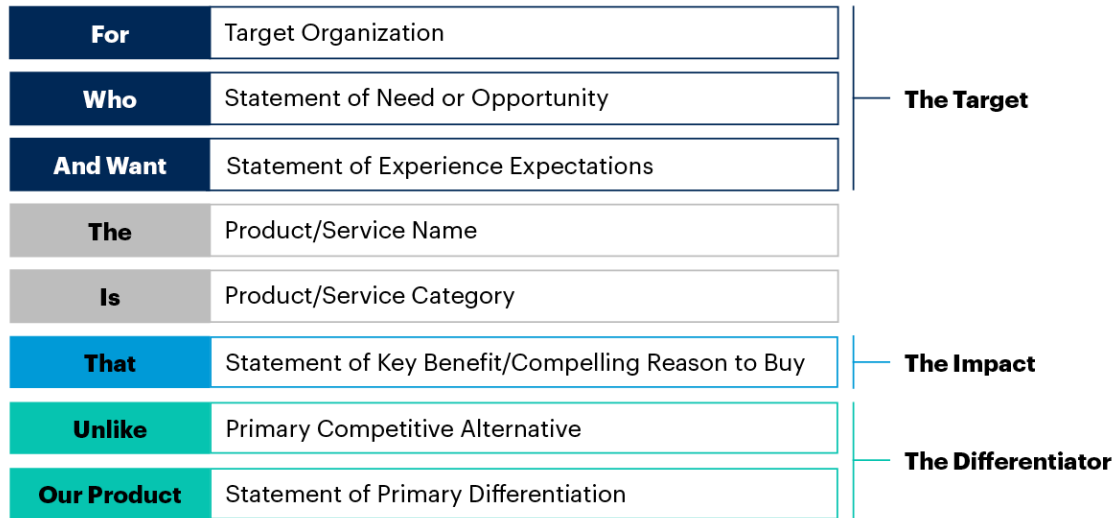 For Target Organization
Who Statement of Need or Opportunity
The Target
And Want Statement of Experience Expectations
The Product/Service Name
Is Product/Service Category
That Statement of Key Benefit/Compelling Reason to Buy
The Impact
Unlike Primary Competitive Alternative
The Differentiator
Our Product Statement of Primary Differentiation